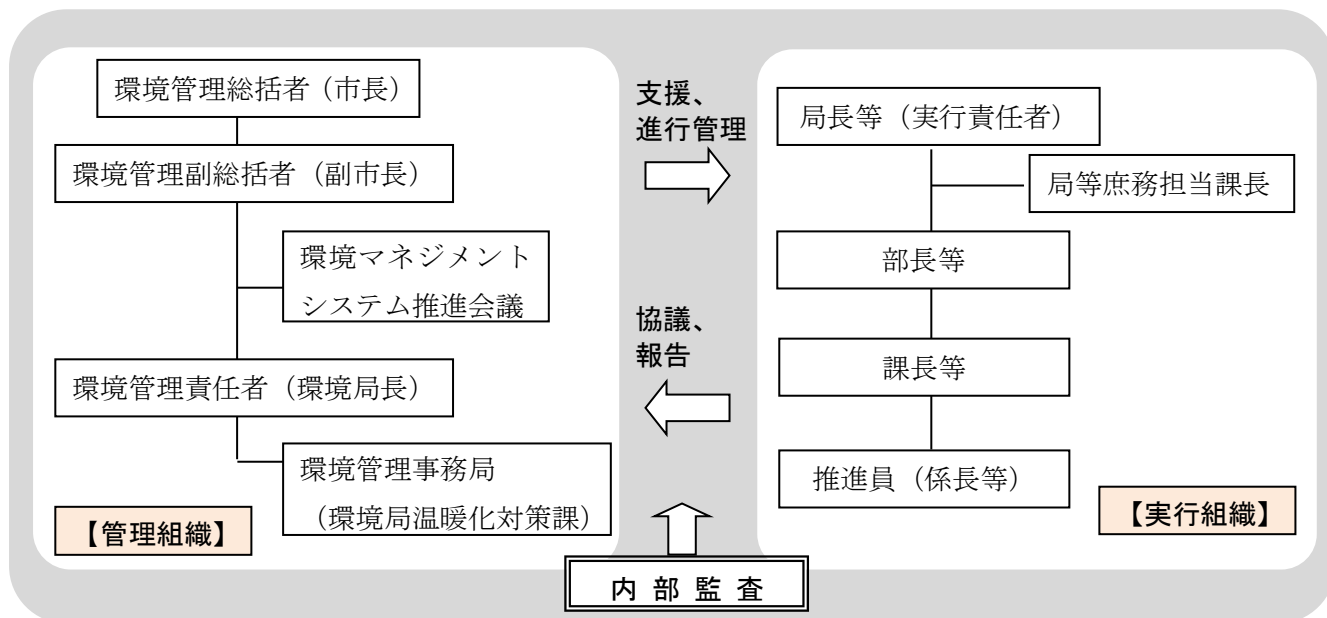 環境管理総括者（市長）
環境管理副総括者（副市長）
環境マネジメント
システム推進会議
環境管理責任者（環境局長）
環境管理事務局
（環境局温暖化対策課）
【管理組織】
支援、
進行管理
協議、
報告
局長等（実行責任者）
局等庶務担当課長
部長等
課長等
推進員（係長等）
【実行組織】
内 部 監 査